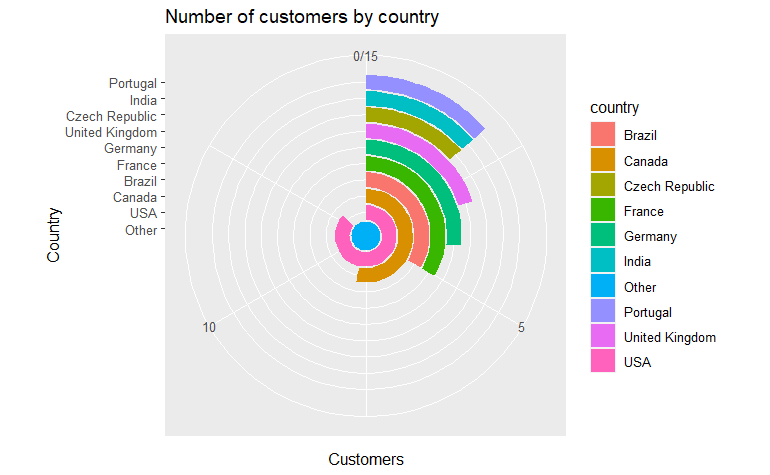 Number of customers by country
0/15
Portugal
India
Czech Republic
United Kingdom
Germany
France
Brazil
Canada
USA
Other
Country
10
5
Customers
country
Brazil
Canada
Czech Republic
France
Germany
India
Other
Portugal
United Kingdom
USA